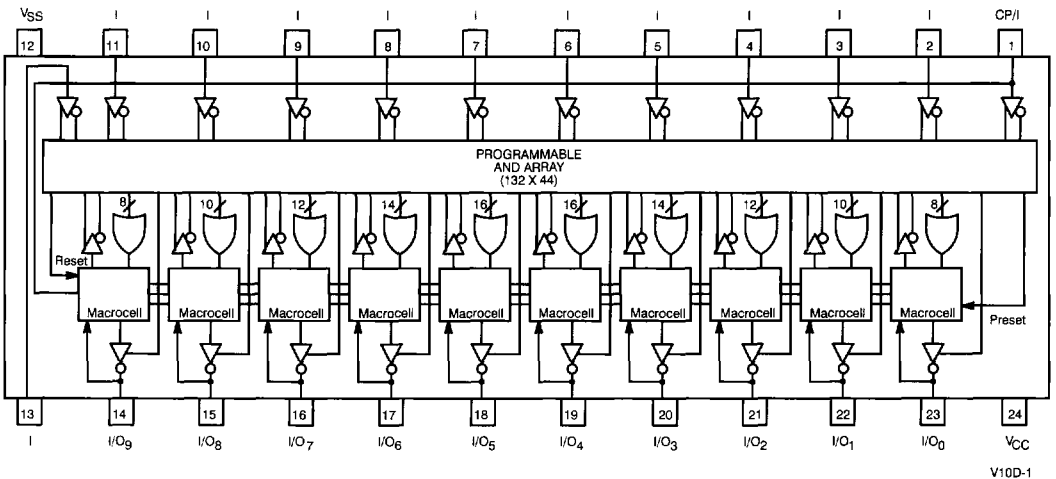 VSS I I I I I I I I I I CP/I
12 11 10 9 8 7 6 5 4 3 2 1
PROGRAMMABLE
AND ARRAY
(132 X 44)
8 10 12 14 16 16 14 12 10 8
Reset
Macrocell Macrocell Macrocell Macrocell Macrocell Macrocell Macrocell Macrocell Macrocell Macrocell
Preset
13 14 15 16 17 18 19 20 21 22 23 24
I I/O9 I/O8 I/O7 I/O6 I/O5 I/O4 I/O3 I/O2 I/O1 I/O0 VCC
V10D-1